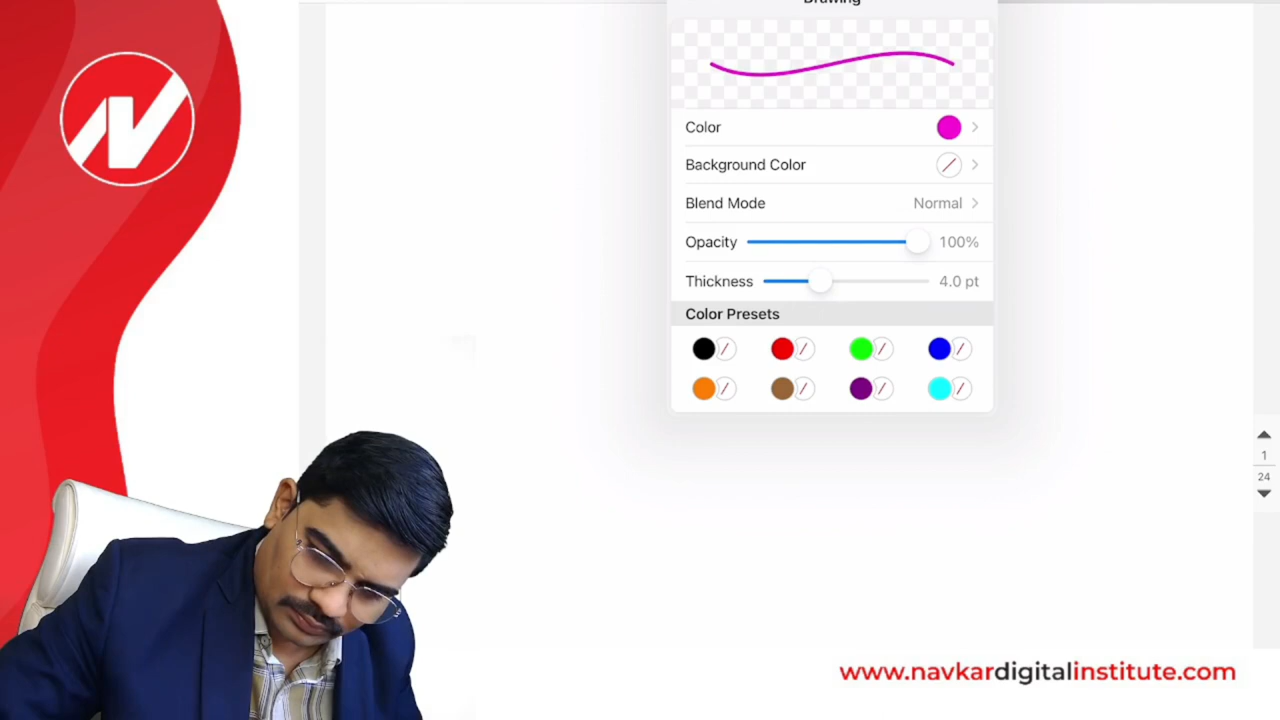 Drawing
Color
Background Color
Blend Mode Normal
Opacity 100%
Thickness 4.0 pt
Color Presets
1
24
www.navkardigitalinstitute.com